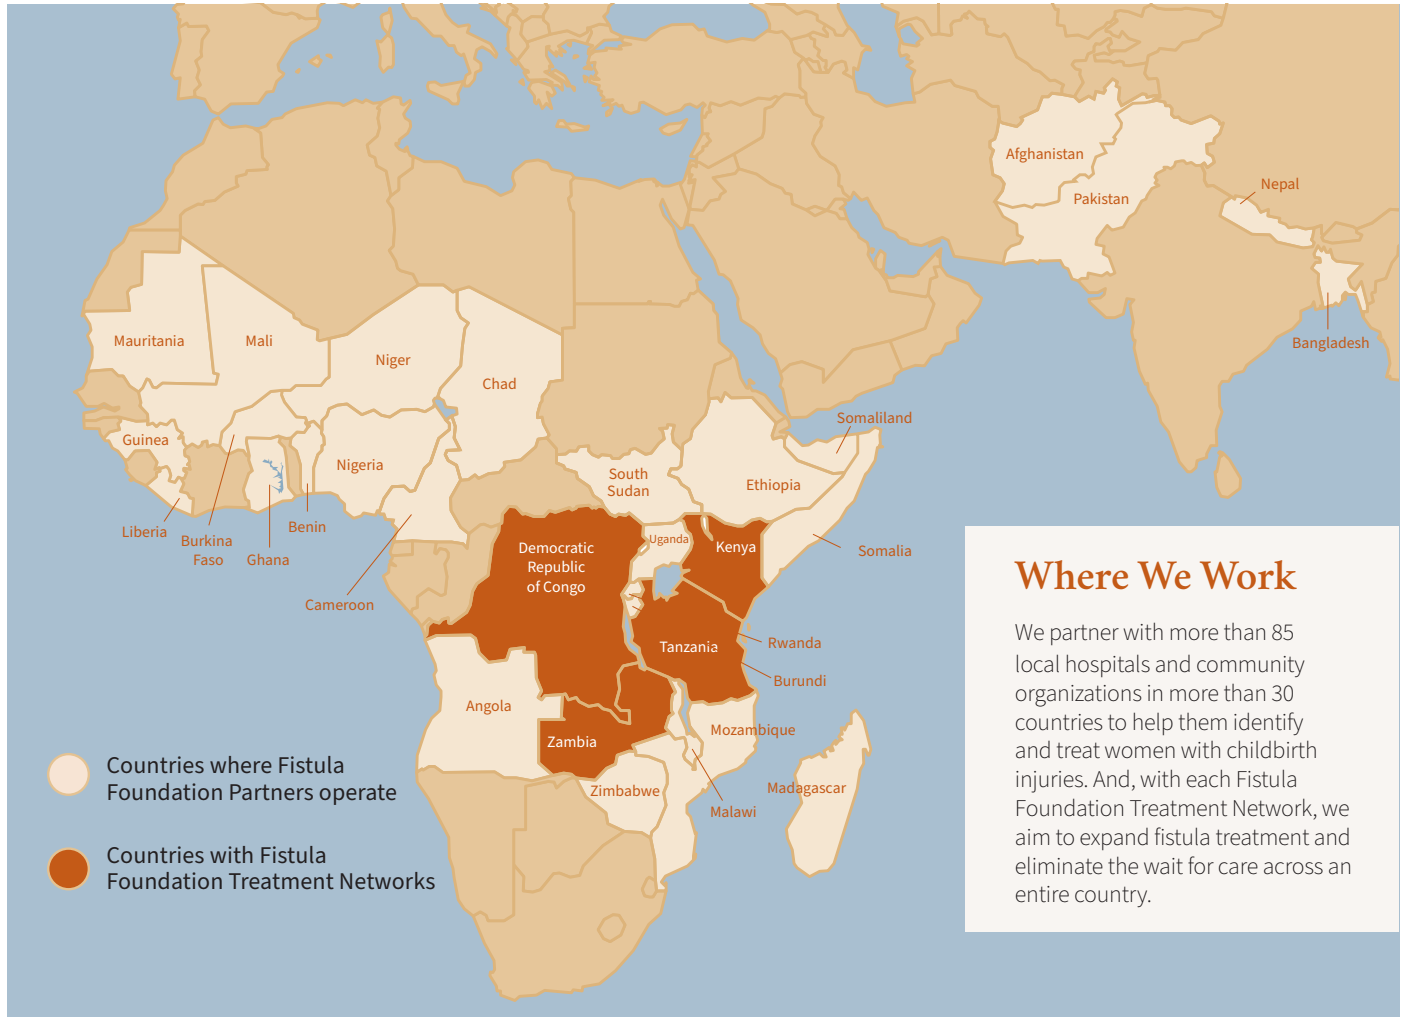 Afghanistan
Pakistan
Nepal
Bangladesh
Mauritania
Mali
Niger
Chad
Guinea
Nigeria
Liberia
Burkina
Faso
Ghana
Benin
Cameroon
Somaliland
South
Sudan
Ethiopia
Somalia
Uganda
Kenya
Democratic
Republic
of Congo
Tanzania
Rwanda
Burundi
Angola
Zambia
Mozambique
Zimbabwe
Malawi
Madagascar
Countries where Fistula
Foundation Partners operate
Countries with Fistula
Foundation Treatment Networks
Where We Work
We partner with more than 85
local hospitals and community
organizations in more than 30
countries to help them identify
and treat women with childbirth
injuries. And, with each Fistula
Foundation Treatment Network, we
aim to expand fistula treatment and
eliminate the wait for care across an
entire country.